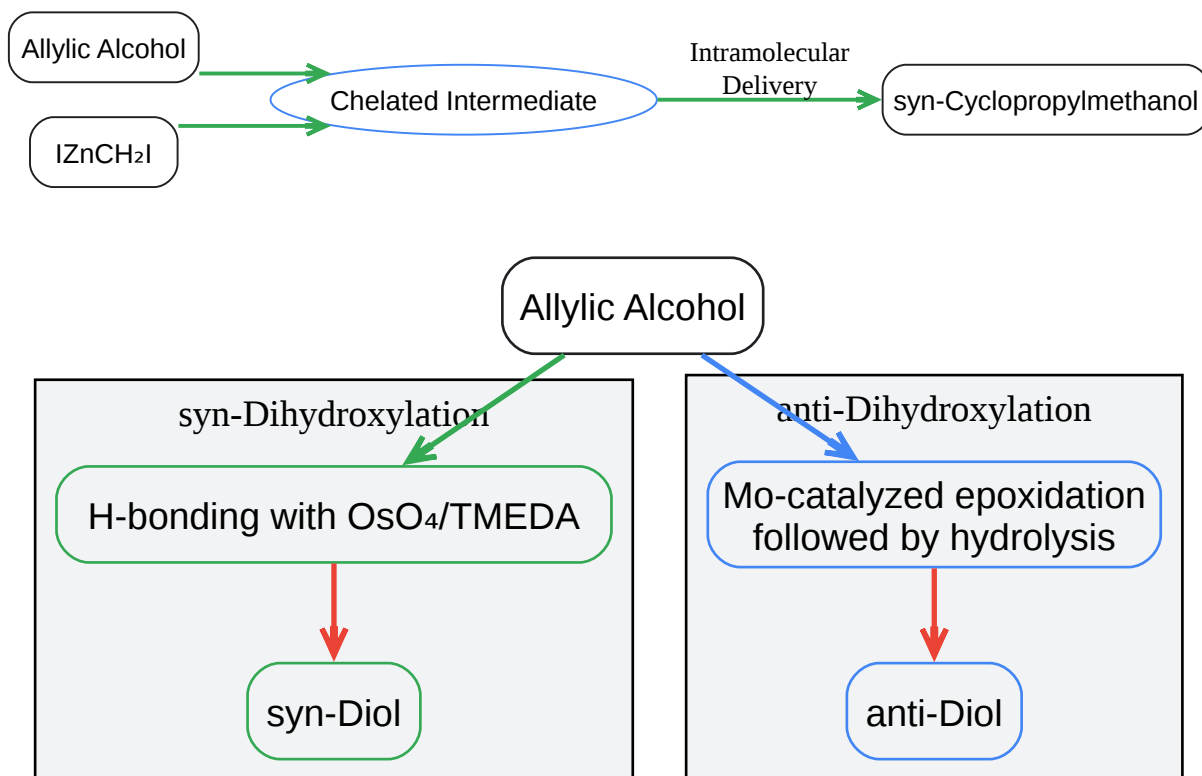 Allylic Alcohol
IZnCH₂I
Chelated Intermediate
Intramolecular
Delivery
syn-Cyclopropylmethanol
Allylic Alcohol
syn-Dihydroxylation
H-bonding with OsO₄/TMEDA
syn-Diol
anti-Dihydroxylation
Mo-catalyzed epoxidation
followed by hydrolysis
anti-Diol